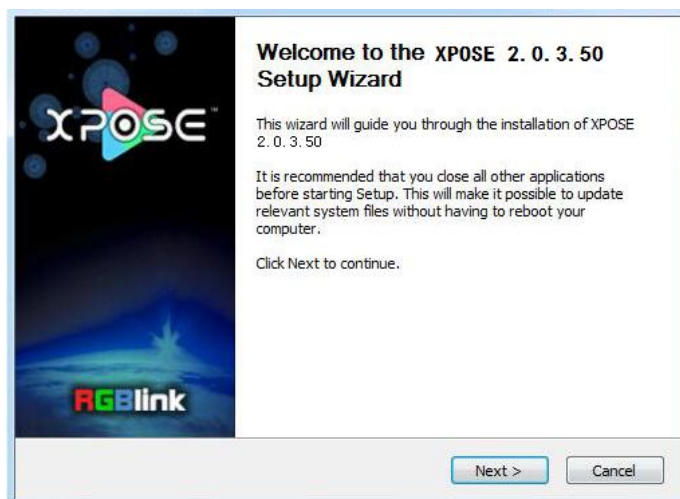 XPOSE™
RGBlink
Welcome to the XPOSE 2.0.3.50
Setup Wizard
This wizard will guide you through the installation of XPOSE
2.0.3.50
It is recommended that you close all other applications
before starting Setup. This will make it possible to update
relevant system files without having to reboot your
computer.
Click Next to continue.
Next >
Cancel